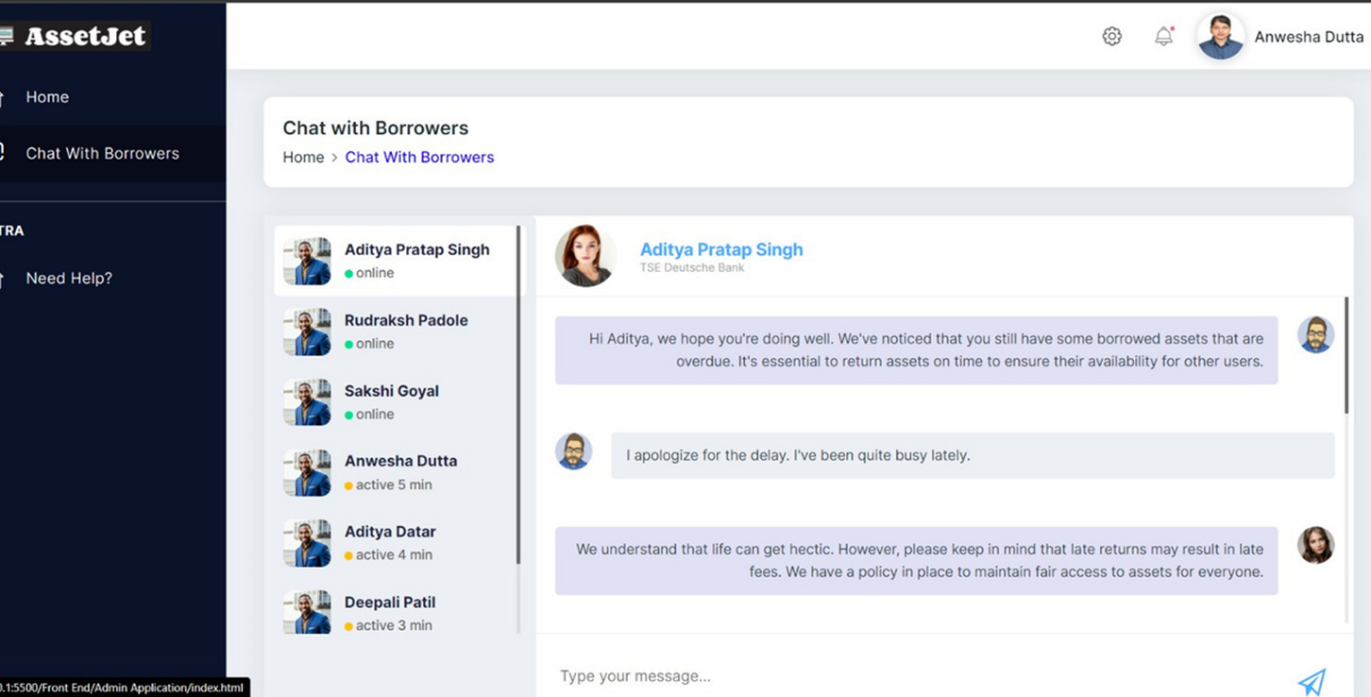 AssetJet
Anwesha Dutta
Home
Chat With Borrowers
TRA
Need Help?
Chat with Borrowers
Home > Chat With Borrowers
Aditya Pratap Singh
online
Rudraksh Padole
online
Sakshi Goyal
online
Anwesha Dutta
active 5 min
Aditya Datar
active 4 min
Deepali Patil
active 3 min
Aditya Pratap Singh
TSE Deutsche Bank
Hi Aditya, we hope you're doing well. We've noticed that you still have some borrowed assets that are
overdue. It's essential to return assets on time to ensure their availability for other users.
I apologize for the delay. I've been quite busy lately.
We understand that life can get hectic. However, please keep in mind that late returns may result in late
fees. We have a policy in place to maintain fair access to assets for everyone.
Type your message...
0.1:5500/Front End/Admin Application/index.html